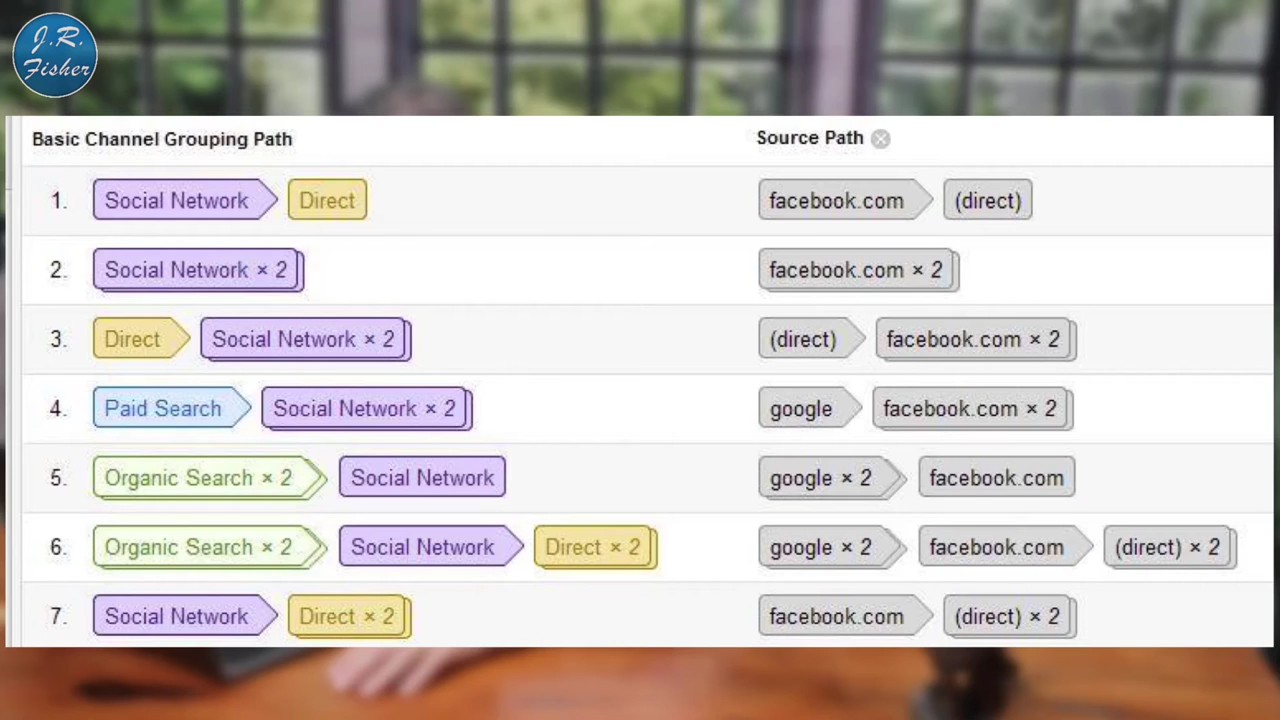 J.R.
Fisher
Basic Channel Grouping Path Source Path
1. Social Network Direct facebook.com (direct)
2. Social Network × 2 facebook.com × 2
3. Direct Social Network × 2 (direct) facebook.com × 2
4. Paid Search Social Network × 2 google facebook.com × 2
5. Organic Search × 2 Social Network google × 2 facebook.com
6. Organic Search × 2 Social Network Direct × 2 google × 2 facebook.com (direct) × 2
7. Social Network Direct × 2 facebook.com (direct) × 2